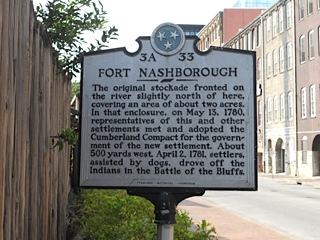 3A 33
FORT NASHBOROUGH
The original stockade fronted on
the river slightly north of here,
covering an area of about two acres.
In that enclosure, on May 13, 1780,
representatives of this and other
settlements met and adopted the
Cumberland Compact for the govern-
ment of the new settlement. About
500 yards west, April 2, 1781, settlers,
assisted by dogs, drove off the
Indians in the Battle of the Bluffs.
TENNESSEE HISTORICAL COMMISSION